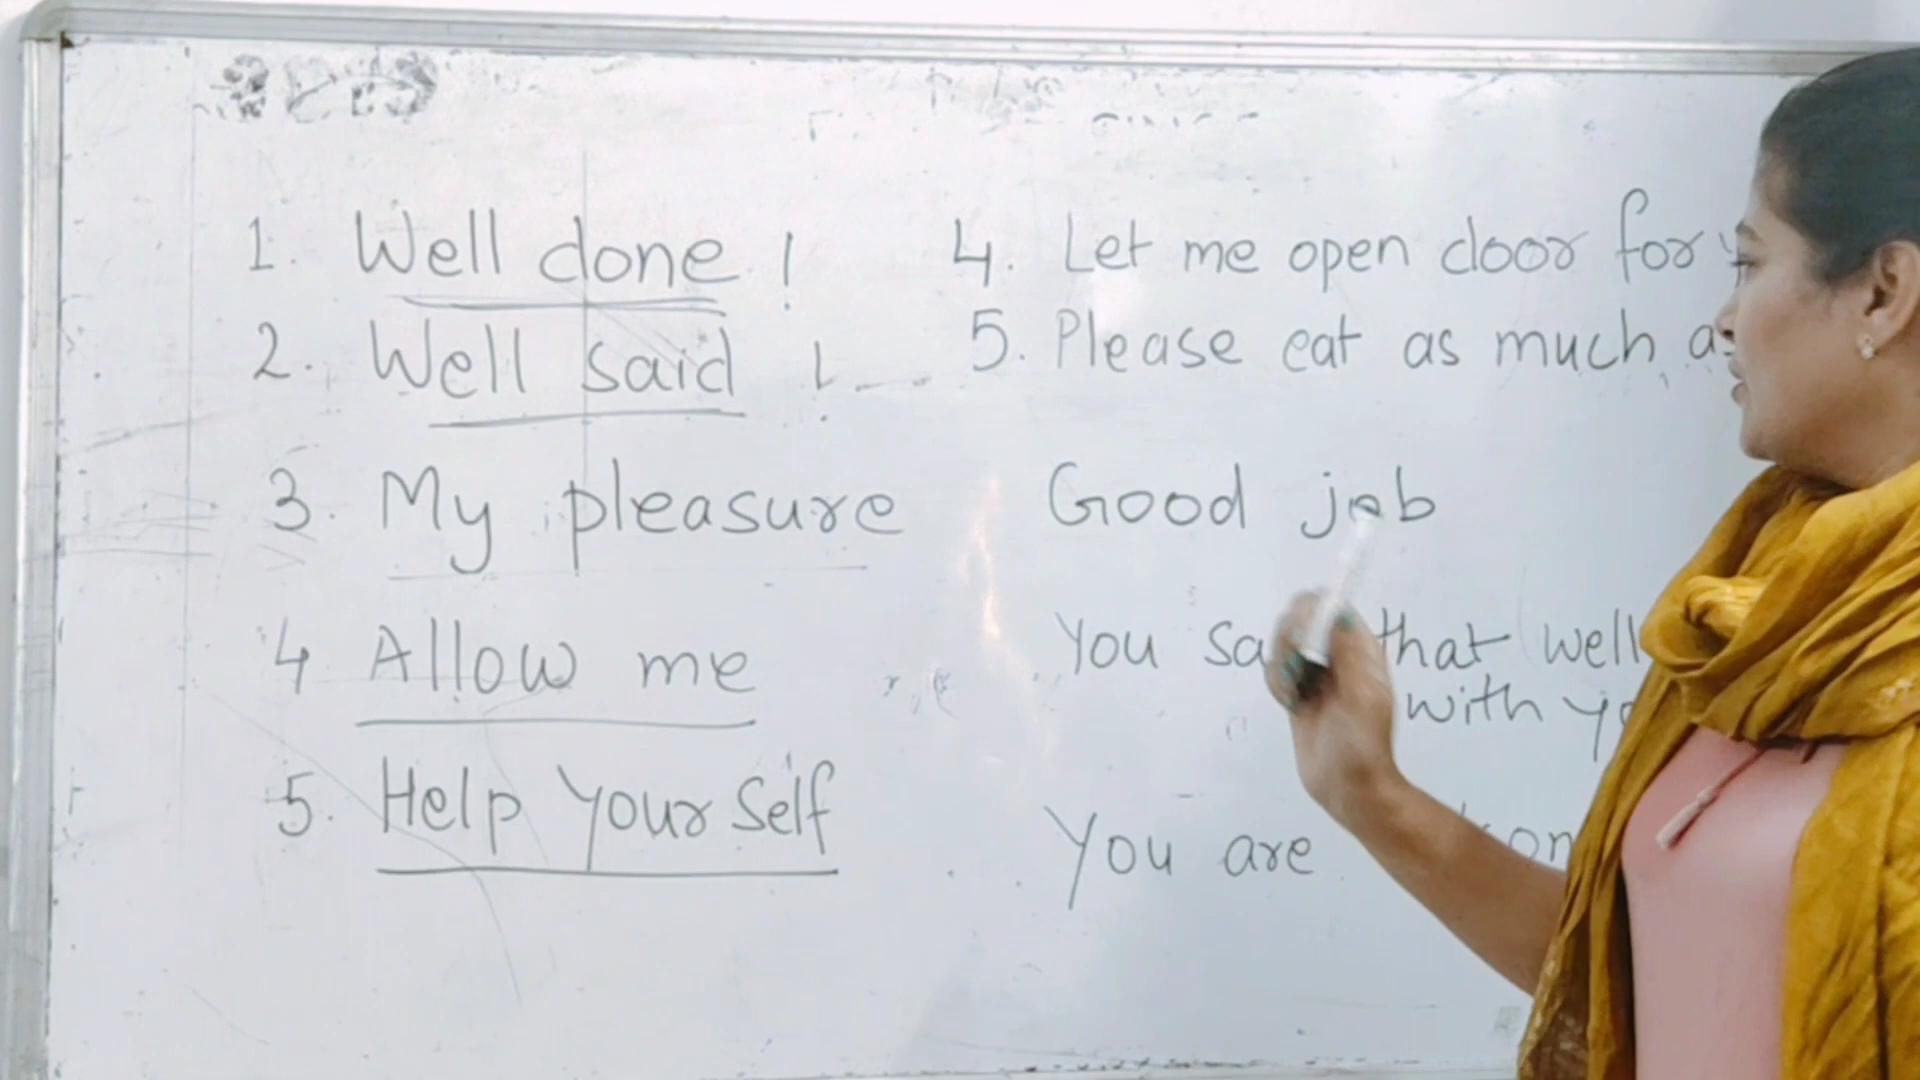 1. Well done !
2. Well said !
3. My pleasure
4 Allow me
5. Help Your Self
4. Let me open door for
5. Please eat as much
Good job
You that well
with
You are